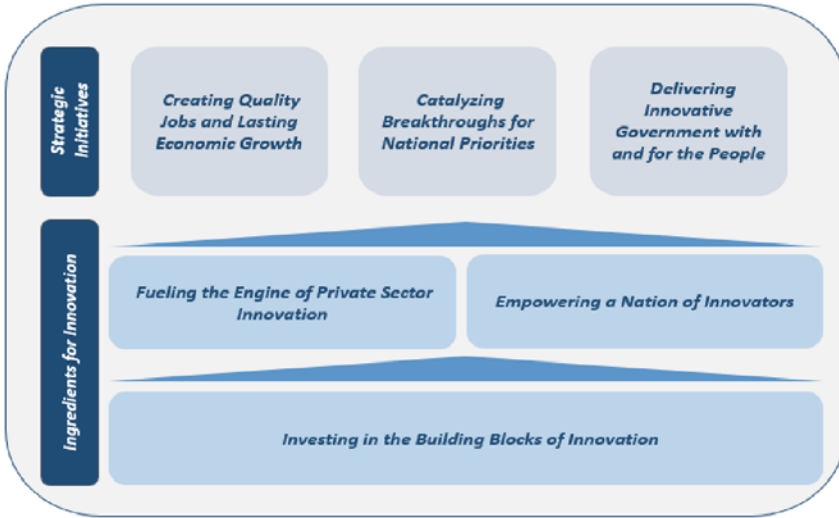 Strategic
Initiatives
Creating Quality
Jobs and Lasting
Economic Growth
Catalyzing
Breakthroughs for
National Priorities
Delivering
Innovative
Government with
and for the People
Ingredients for Innovation
Fueling the Engine of Private Sector
Innovation
Empowering a Nation of Innovators
Investing in the Building Blocks of Innovation